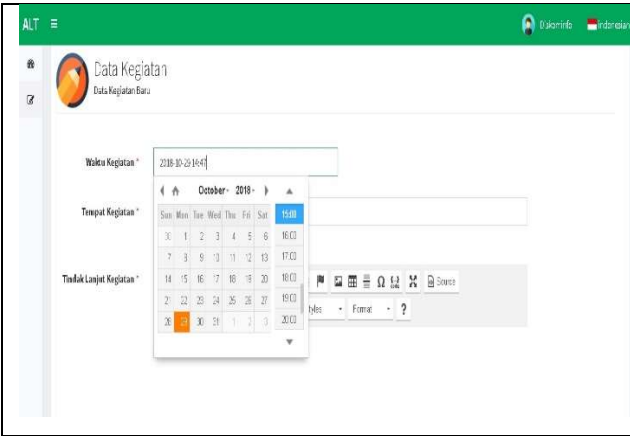 ALT
Diskominfo
indonesian
Data Kegiatan
Data Kegiatan Baru
Waktu Kegiatan *
2018-10-29 14:47
October 2018
Sun Mon Tue Wed Thu Fri Sat
30 1 2 3 4 5 6
7 8 9 10 11 12 13
14 15 16 17 18 19 20
21 22 23 24 25 26 27
28 29 30 31 1 2 3
15:00
16:00
17:00
18:00
19:00
20:00
Tempat Kegiatan *
Tindak Lanjut Kegiatan *
Ω
Source
tyles
Format
?